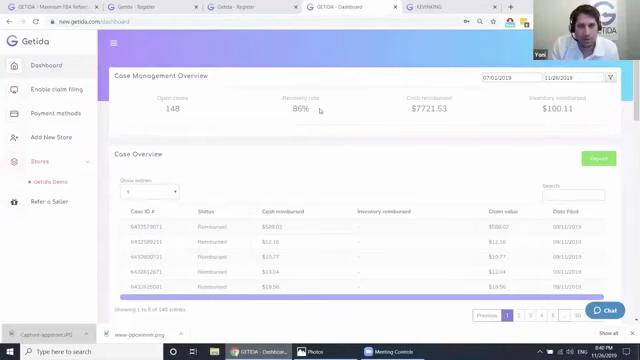 GETIDA - Maximum FBA Refun
GETIDA - Register
GETIDA - Register
GETIDA - Dashboard
KEVINKING
new.getida.com/dashboard
Getida
GETIDA
Yoni
Dashboard
Enable claim filing
Payment methods
Add New Store
Stores
Getida Demo
Refer a Seller
Case Management Overview
07/01/2019 11/26/2019
Open cases Recovery rate Cash reimbursed Inventory reimbursed
148 86% $7721.53 $100.11
Case Overview
Report
Show entries
5
Search
Case ID # Status Cash reimbursed Inventory reimbursed Claim value Date Filed
6433579071 Reimbursed $589.02 - $589.02 09/11/2019
6432589211 Reimbursed $12.16 - $12.16 09/11/2019
Reimbursed $10.77 - $10.77 09/11/2019
6432812671 Reimbursed $13.04 - $13.04 09/11/2019
Reimbursed $19.56 - $19.56 09/11/2019
Showing 1 to 5 of 148 entries
Previous 1 2 3 4 5 ... 30
Chat
Show all
Type here to search
GETIDA - Dashboa...
Photos
Meeting Controls
8:40 PM
11/26/2019